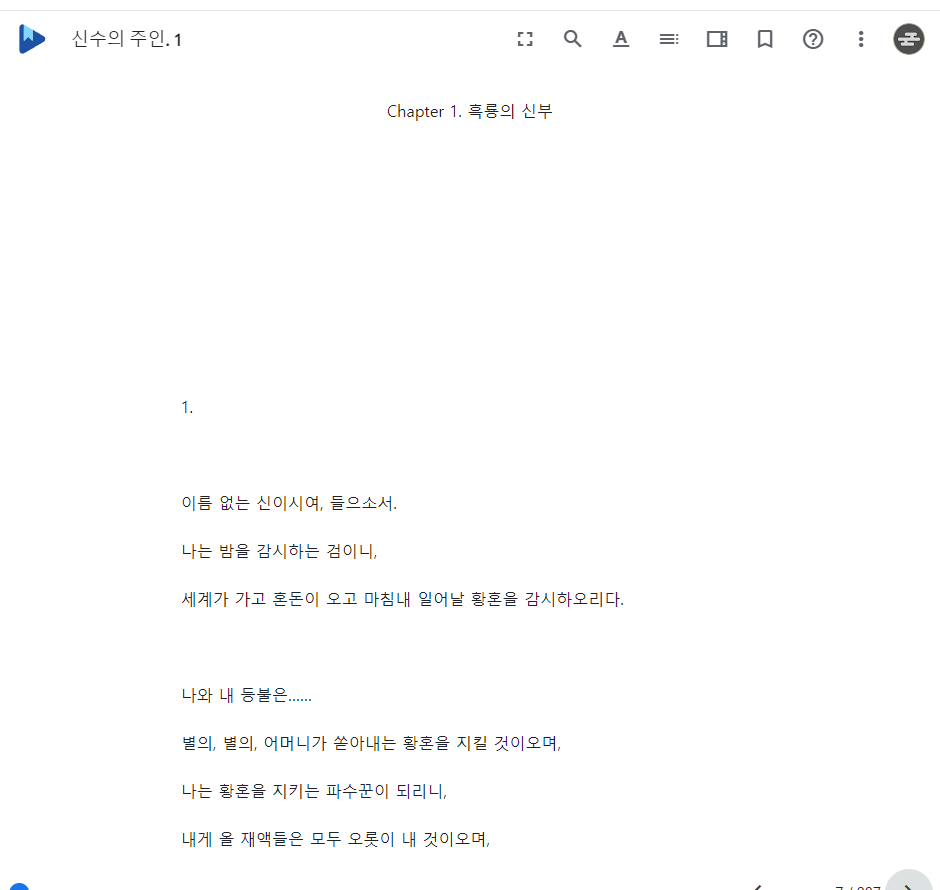 신수의 주인. 1
Chapter 1. 흑룡의 신부
1.
이름 없는 신이시여, 들으소서.
나는 밤을 감시하는 검이니,
세계가 가고 혼돈이 오고 마침내 일어날 황혼을 감시하오리다.
나와 내 등불은......
별의, 별의, 어머니가 쏟아내는 황혼을 지킬 것이오며,
나는 황혼을 지키는 파수꾼이 되리니,
내게 올 재액들은 모두 오롯이 내 것이오며,